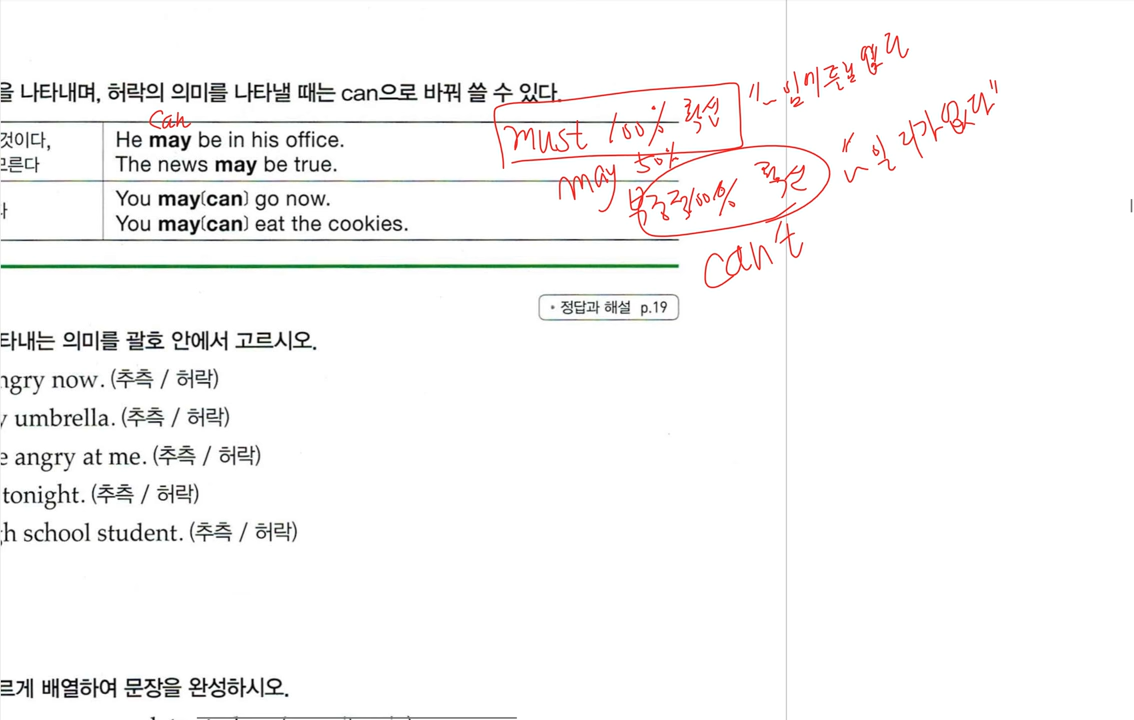 을 나타내며, 허락의 의미를 나타낼 때는 can으로 바꿔 쓸 수 있다.
것이다,
모른다
can
He may be in his office.
The news may be true.
You may(can) go now.
You may(can) eat the cookies.
must 100% 확신
"~임에 틀림 없다
may 50%
부정적 100% 확신
"~일 리가 없다"
can't
• 정답과 해설 p.19
타내는 의미를 괄호 안에서 고르시오.
ngry now. (추측 / 허락)
y umbrella. (추측 / 허락)
e angry at me. (추측 / 허락)
tonight. (추측 / 허락)
gh school student. (추측 / 허락)
르게 배열하여 문장을 완성하시오.